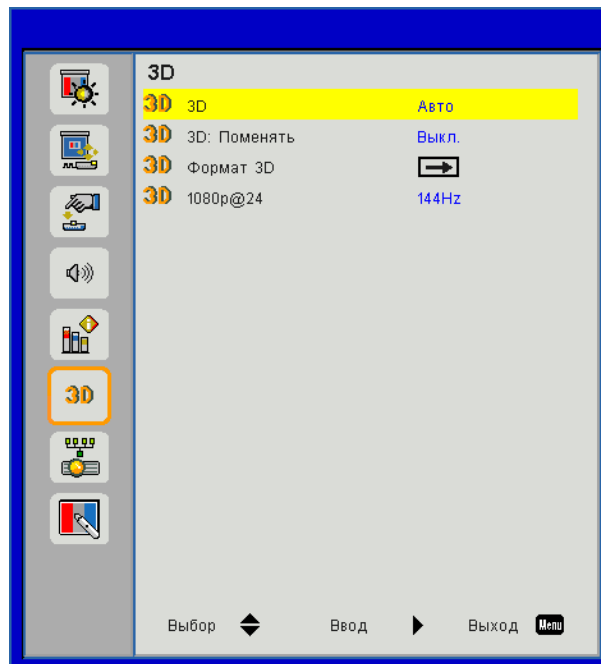 3D
3D 3D Авто
3D 3D: Поменять Выкл.
3D Формат 3D
3D 1080p@24 144Hz
3D
Выбор Ввод Выход Menu